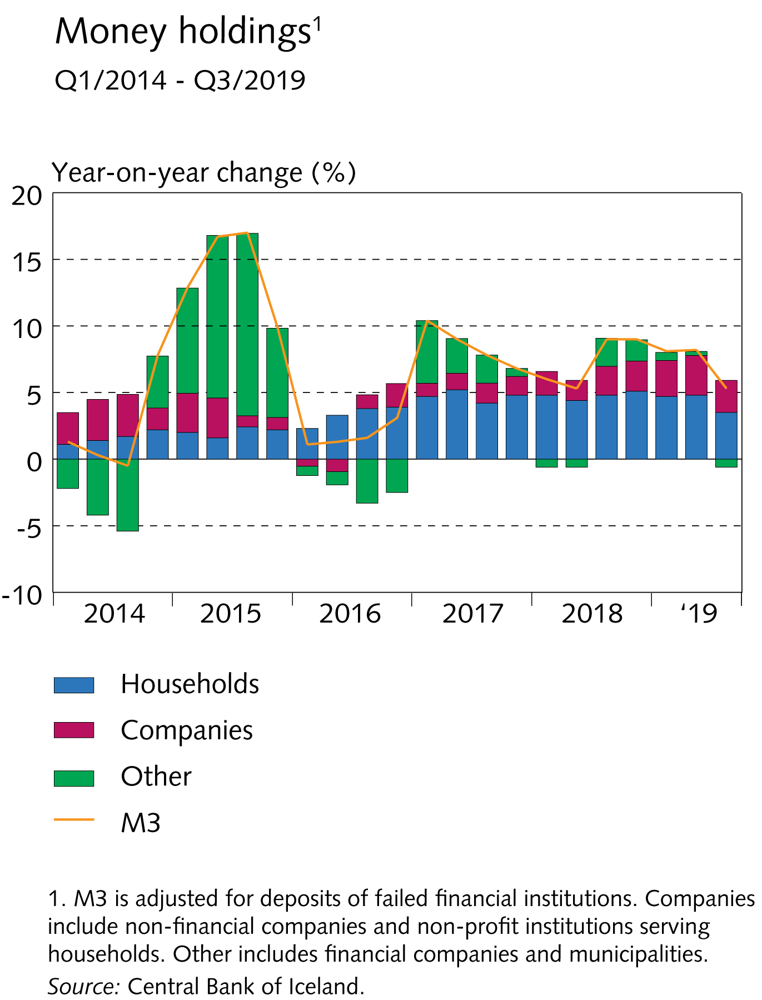 Money holdings¹
Q1/2014 - Q3/2019
Year-on-year change (%)
20
15
10
5
0
-5
-10
2014 2015 2016 2017 2018 ‘19
Households
Companies
Other
M3
1. M3 is adjusted for deposits of failed financial institutions. Companies
include non-financial companies and non-profit institutions serving
households. Other includes financial companies and municipalities.
Source: Central Bank of Iceland.